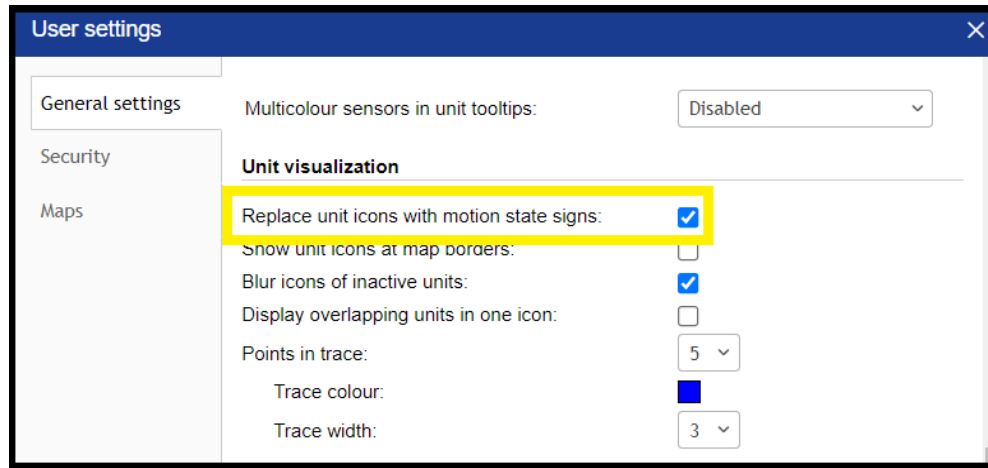 User settings
General settings
Multicolour sensors in unit tooltips: Disabled
Security
Unit visualization
Maps
Replace unit icons with motion state signs:
Show unit icons at map borders:
Blur icons of inactive units:
Display overlapping units in one icon:
Points in trace: 5
Trace colour:
Trace width: 3